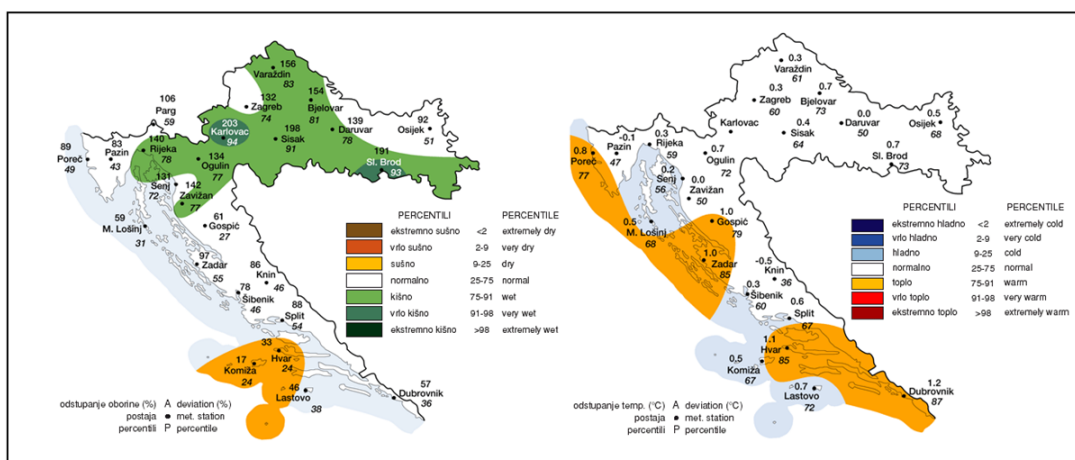 156
Varaždin
83
132
Zagreb
74
154
Bjelovar
81
106
Parg
59
203
Karlovac
94
198
Sisak
91
139
Daruvar
78
92
Osijek
51
191
Sl. Brod
93
89
Poreč
49
83
Pazin
43
140
Rijeka
78
134
Ogulin
77
131
Senj
72
142
Zavižan
77
59
M. Lošinj
31
61
Gospić
27
97
Zadar
55
86
Knin
46
78
Šibenik
46
88
Split
54
33
Hvar
24
17
Komiža
24
46
Lastovo
38
57
Dubrovnik
36
PERCENTILI PERCENTILE
ekstremno sušno <2 extremely dry
vrlo sušno 2-9 very dry
sušno 9-25 dry
normalno 25-75 normal
kišno 75-91 wet
vrlo kišno 91-98 very wet
ekstremno kišno >98 extremely wet
odstupanje oborine (%) A deviation (%)
postaja ● met. station
percentili P percentile
0.3
Varaždin
61
0.3
Zagreb
60
0.7
Bjelovar
73
Karlovac
0.4
Sisak
64
0.0
Daruvar
50
0.5
Osijek
68
0.7
Sl. Brod
73
0.8
Poreč
77
-0.1
Pazin
47
0.3
Rijeka
59
0.7
Ogulin
72
0.2
Senj
56
0.0
Zavižan
50
0.5
M. Lošinj
68
1.0
Gospić
79
1.0
Zadar
85
-0.5
Knin
36
0.3
Šibenik
60
0.6
Split
67
1.1
Hvar
85
0,5
Komiža
67
0.7
Lastovo
72
1.2
Dubrovnik
87
PERCENTILI PERCENTILE
ekstremno hladno <2 extremely cold
vrlo hladno 2-9 very cold
hladno 9-25 cold
normalno 25-75 normal
toplo 75-91 warm
vrlo toplo 91-98 very warm
ekstremno toplo >98 extremely warm
odstupanje temp. (°C) A deviation (°C)
postaja ● met. station
percentili P percentile